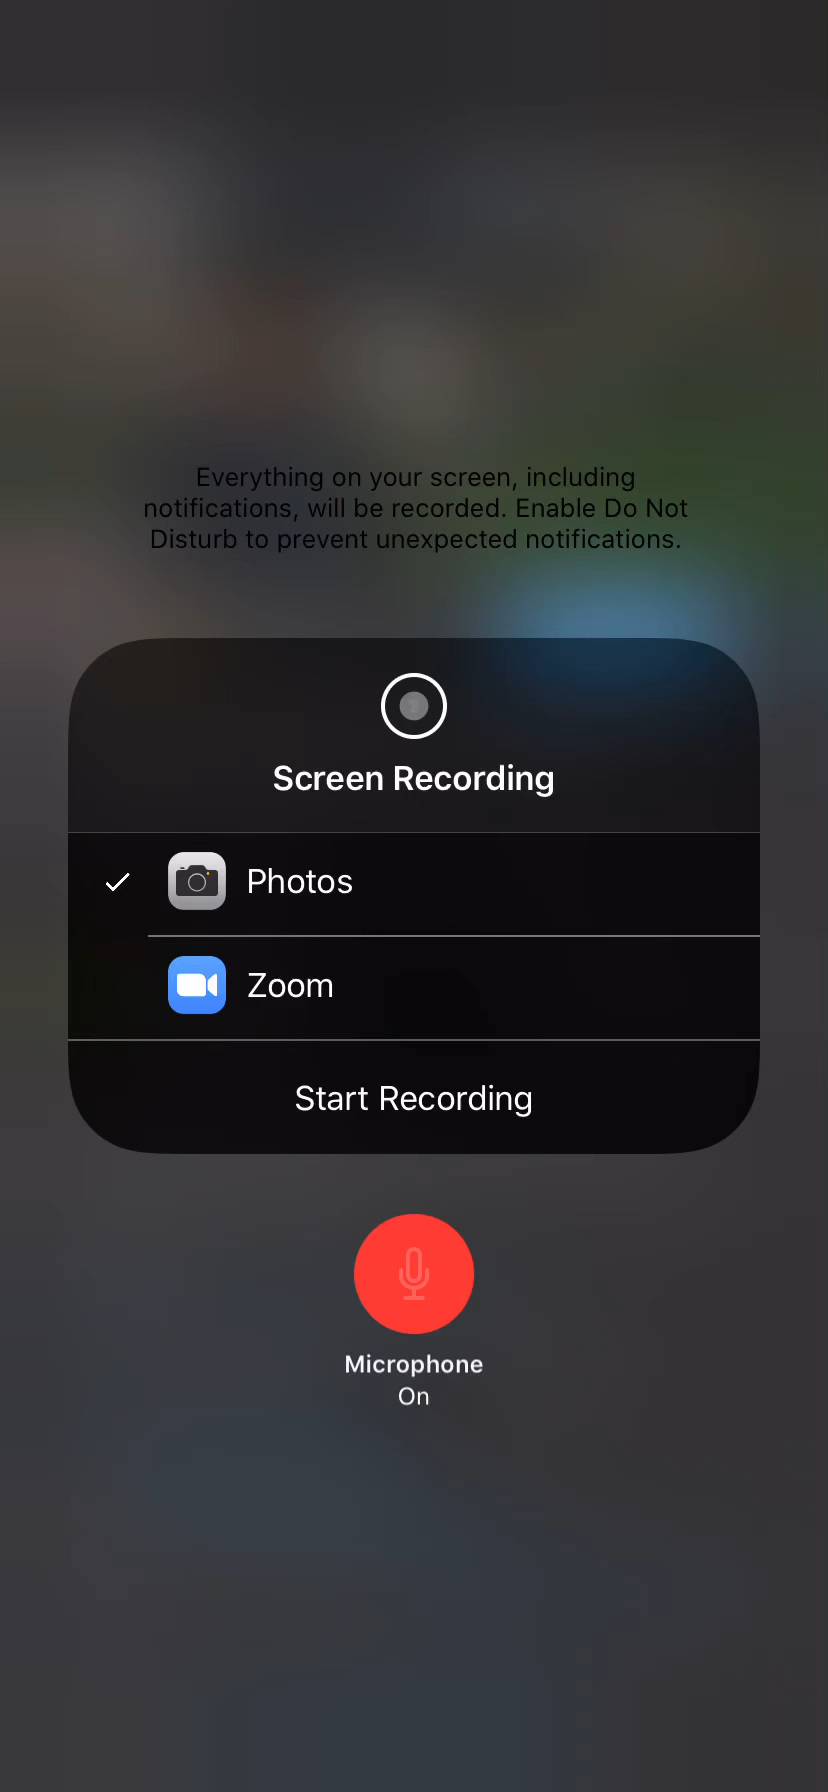 Everything on your screen, including
notifications, will be recorded. Enable Do Not
Disturb to prevent unexpected notifications.
Screen Recording
Photos
Zoom
Start Recording
Microphone
On